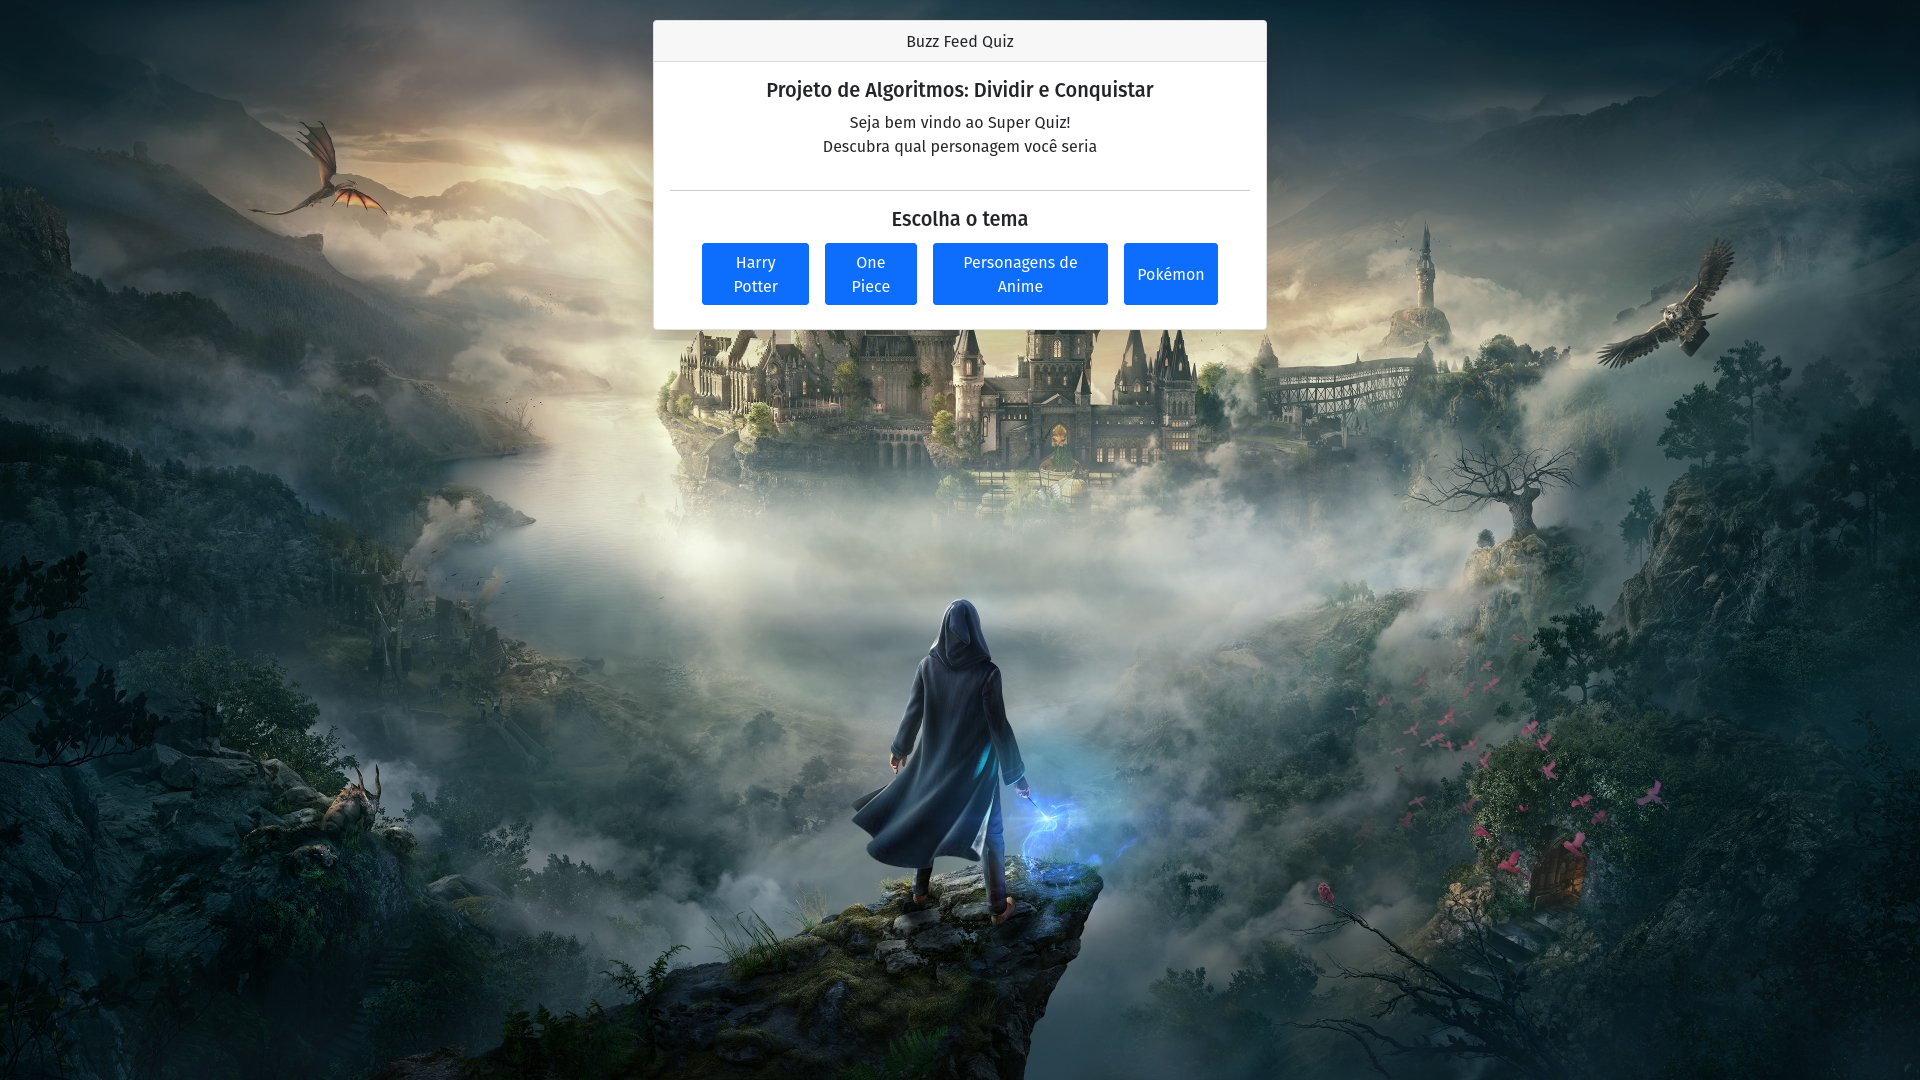 Buzz Feed Quiz
Projeto de Algoritmos: Dividir e Conquistar
Seja bem vindo ao Super Quiz!
Descubra qual personagem você seria
Escolha o tema
Harry
Potter
One
Piece
Personagens de
Anime
Pokémon